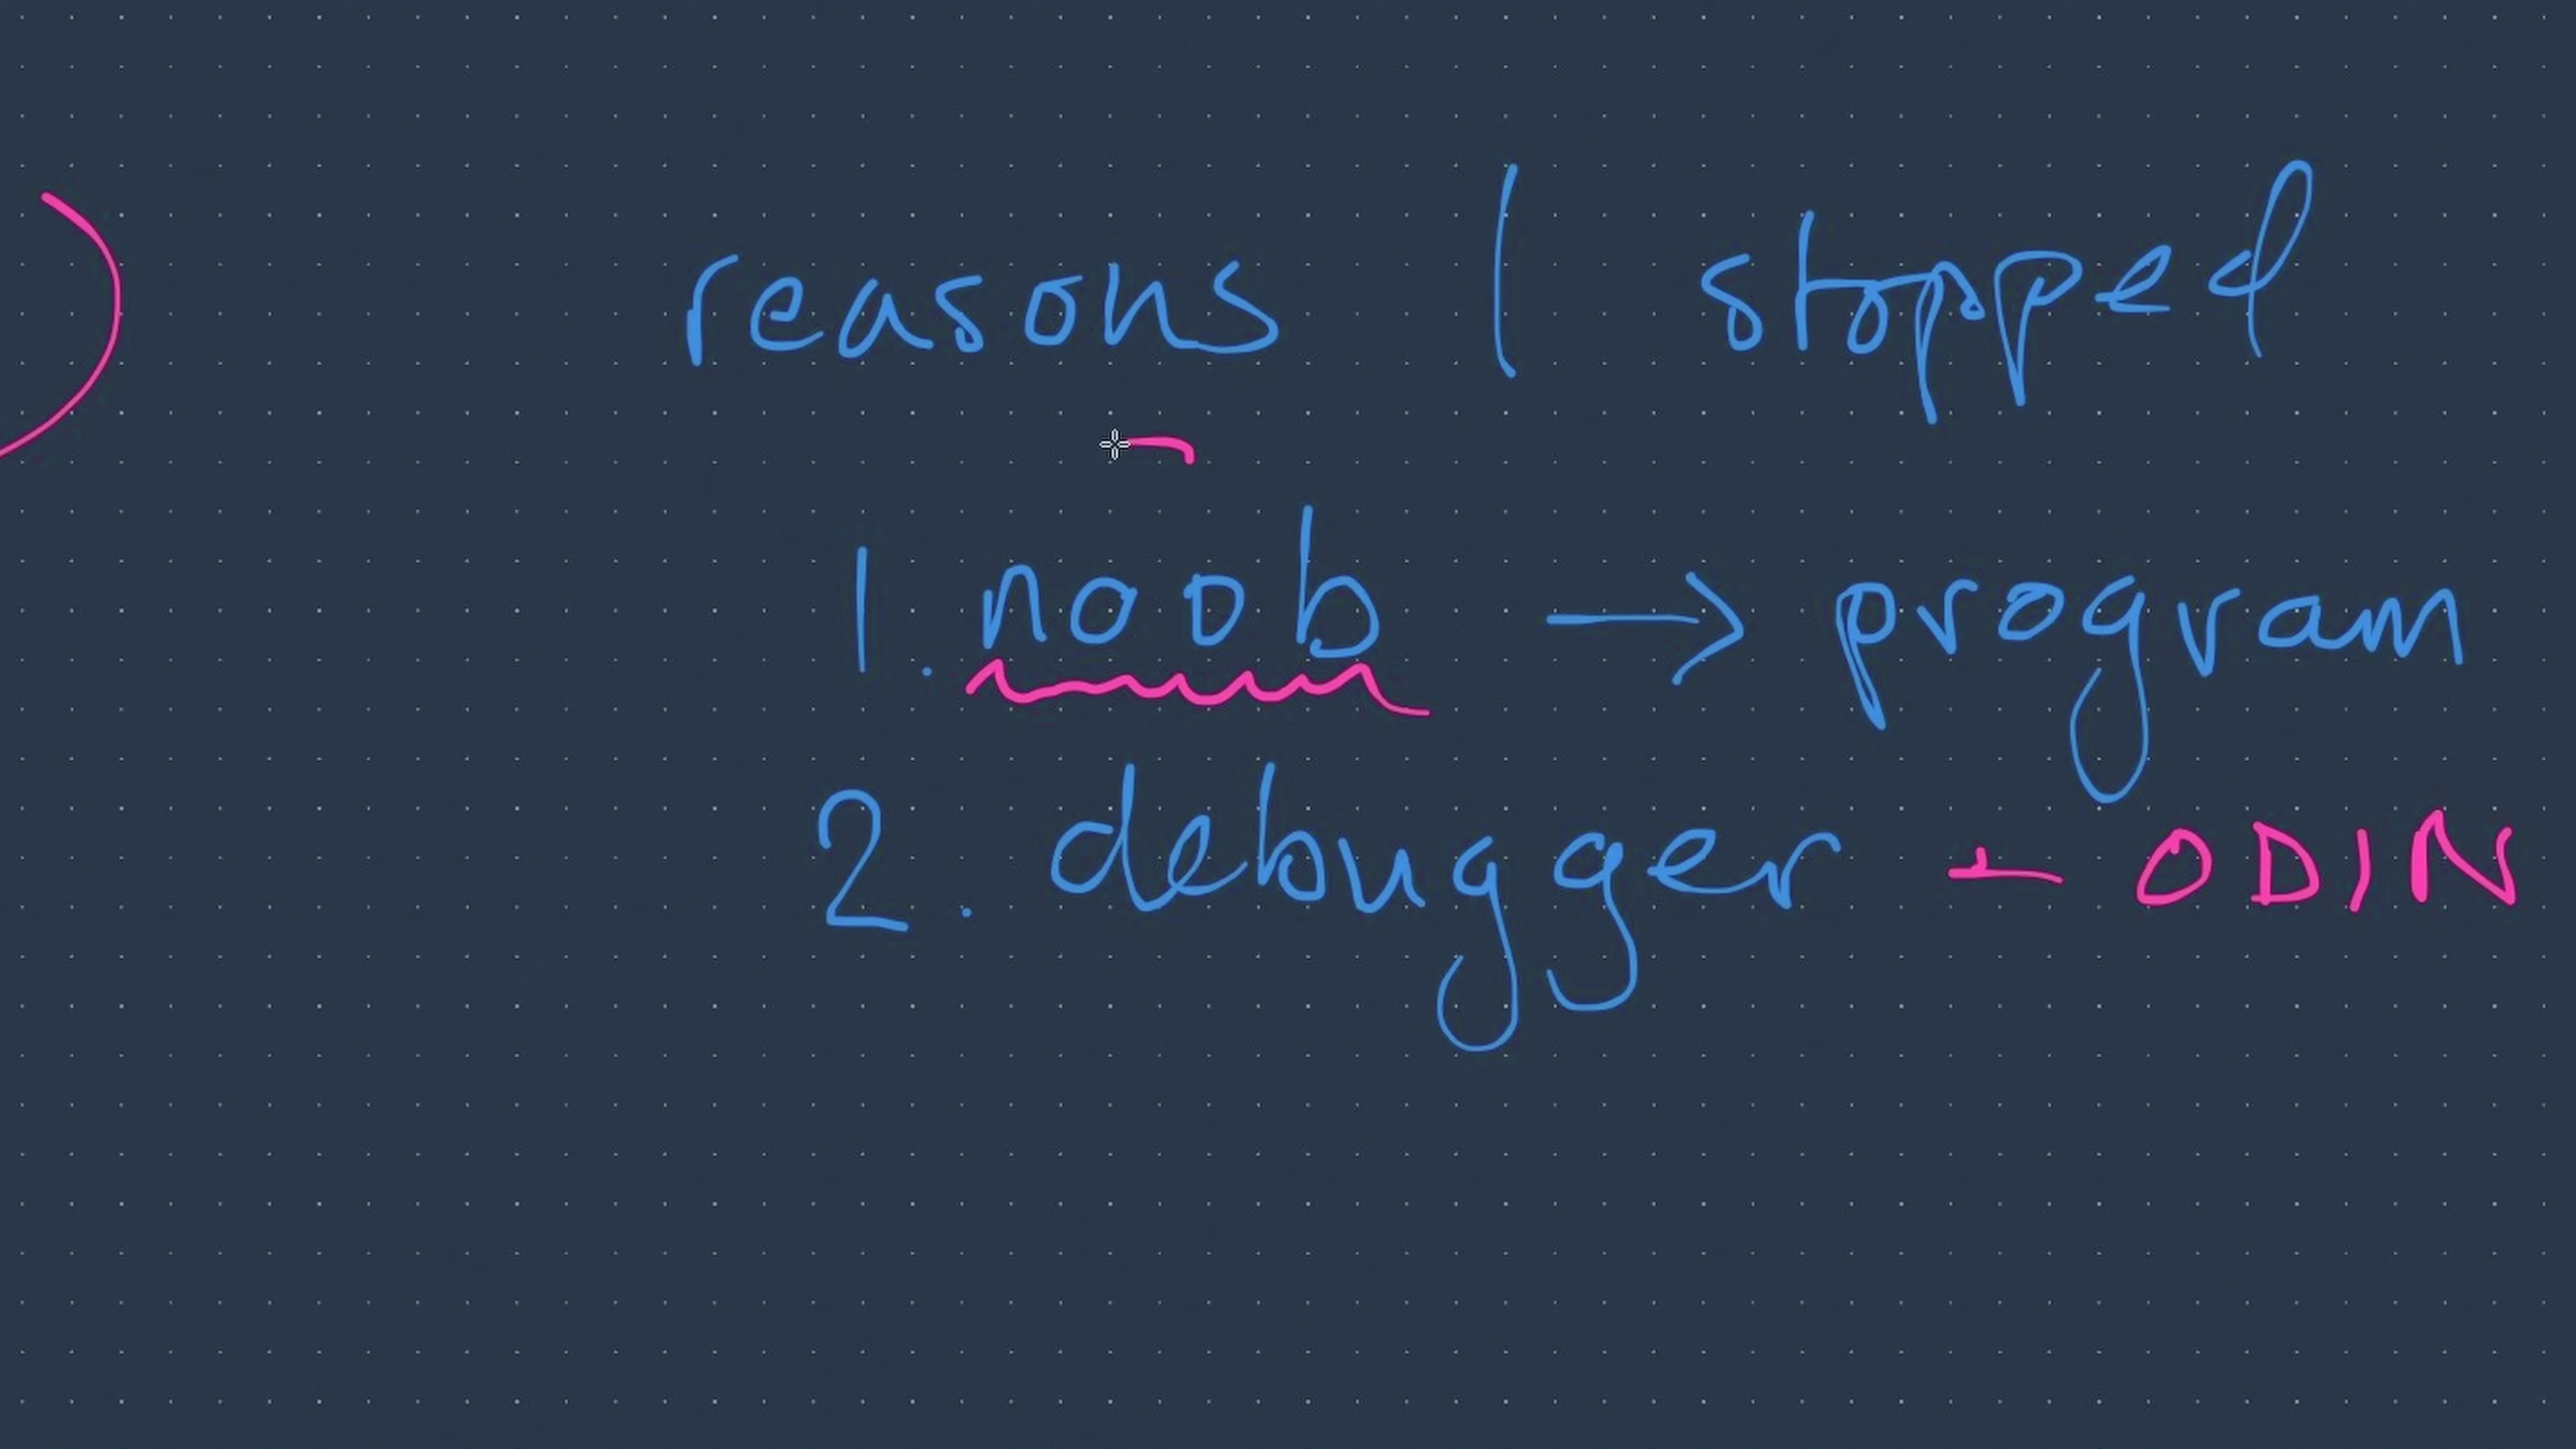 reasons I stopped
1. noob → program
2. debugger - ODIN